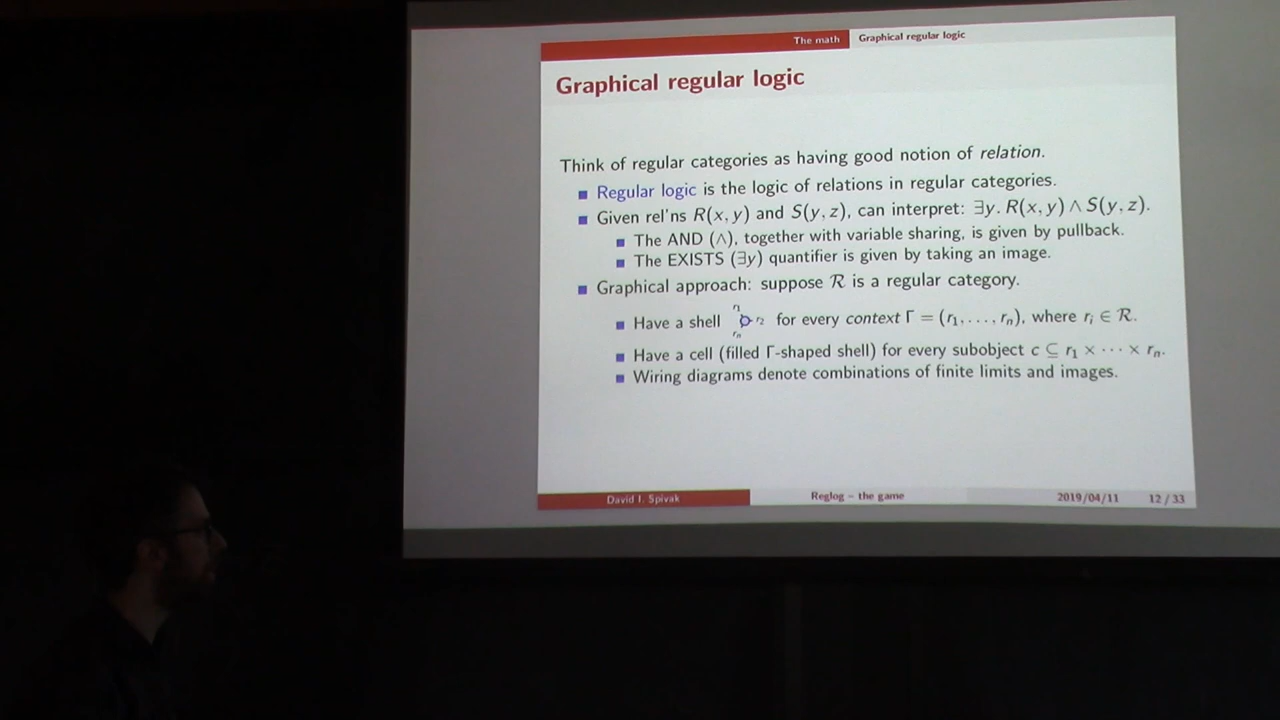 The math Graphical regular logic
Graphical regular logic
Think of regular categories as having good notion of relation.
Regular logic is the logic of relations in regular categories.
Given rel'ns R(x, y) and S(y, z), can interpret: ∃y. R(x, y) ∧ S(y, z).
The AND (∧), together with variable sharing, is given by pullback.
The EXISTS (∃y) quantifier is given by taking an image.
Graphical approach: suppose ℛ is a regular category.
r₁
Have a shell r₂ for every context Γ = (r₁, . . . , rₙ), where rᵢ ∈ ℛ.
rₙ
Have a cell (filled Γ-shaped shell) for every subobject c ⊆ r₁ × · · · × rₙ.
Wiring diagrams denote combinations of finite limits and images.
David I. Spivak Reglog – the game 2019/04/11 12 / 33